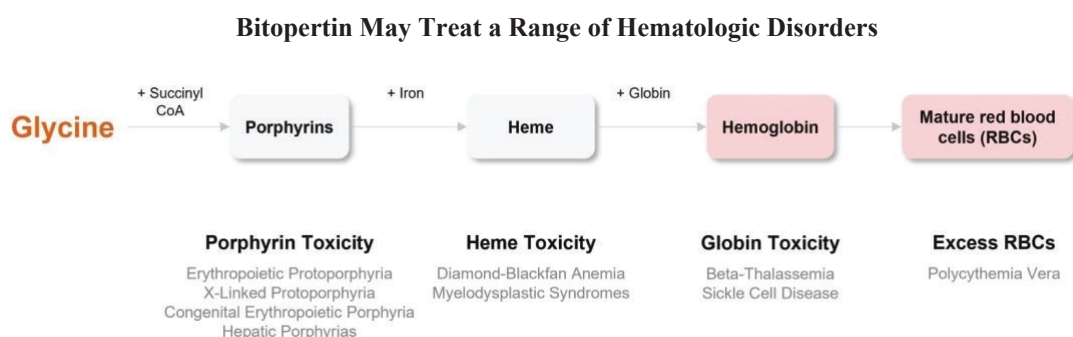 Bitopertin May Treat a Range of Hematologic Disorders
+ Succinyl
CoA
+ Iron
+ Globin
Glycine
Porphyrins
Heme
Hemoglobin
Mature red blood
cells (RBCs)
Porphyrin Toxicity
Erythropoietic Protoporphyria
X-Linked Protoporphyria
Congenital Erythropoietic Porphyria
Hepatic Porphyrias
Heme Toxicity
Diamond-Blackfan Anemia
Myelodysplastic Syndromes
Globin Toxicity
Beta-Thalassemia
Sickle Cell Disease
Excess RBCs
Polycythemia Vera